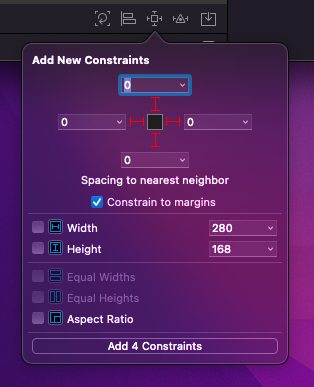 Add New Constraints
0
0 0
0
Spacing to nearest neighbor
Constrain to margins
Width 280
Height 168
Equal Widths
Equal Heights
Aspect Ratio
Add 4 Constraints